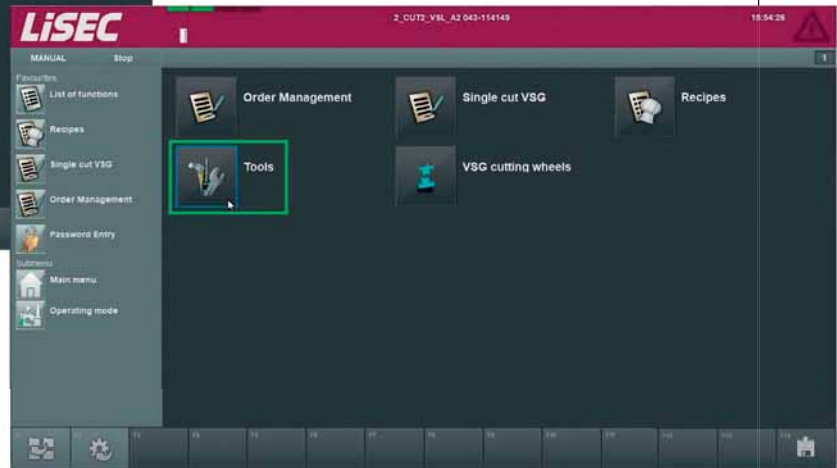 LiSEC
2_CUT2_VSL_A2 043-114149
15:54:26
MANUAL Stop
1
Favourites
List of functions
Recipes
Single cut VSG
Order Management
Password Entry
Submenu
Main menu
Operating mode
Order Management
Single cut VSG
Recipes
Tools
VSG cutting wheels